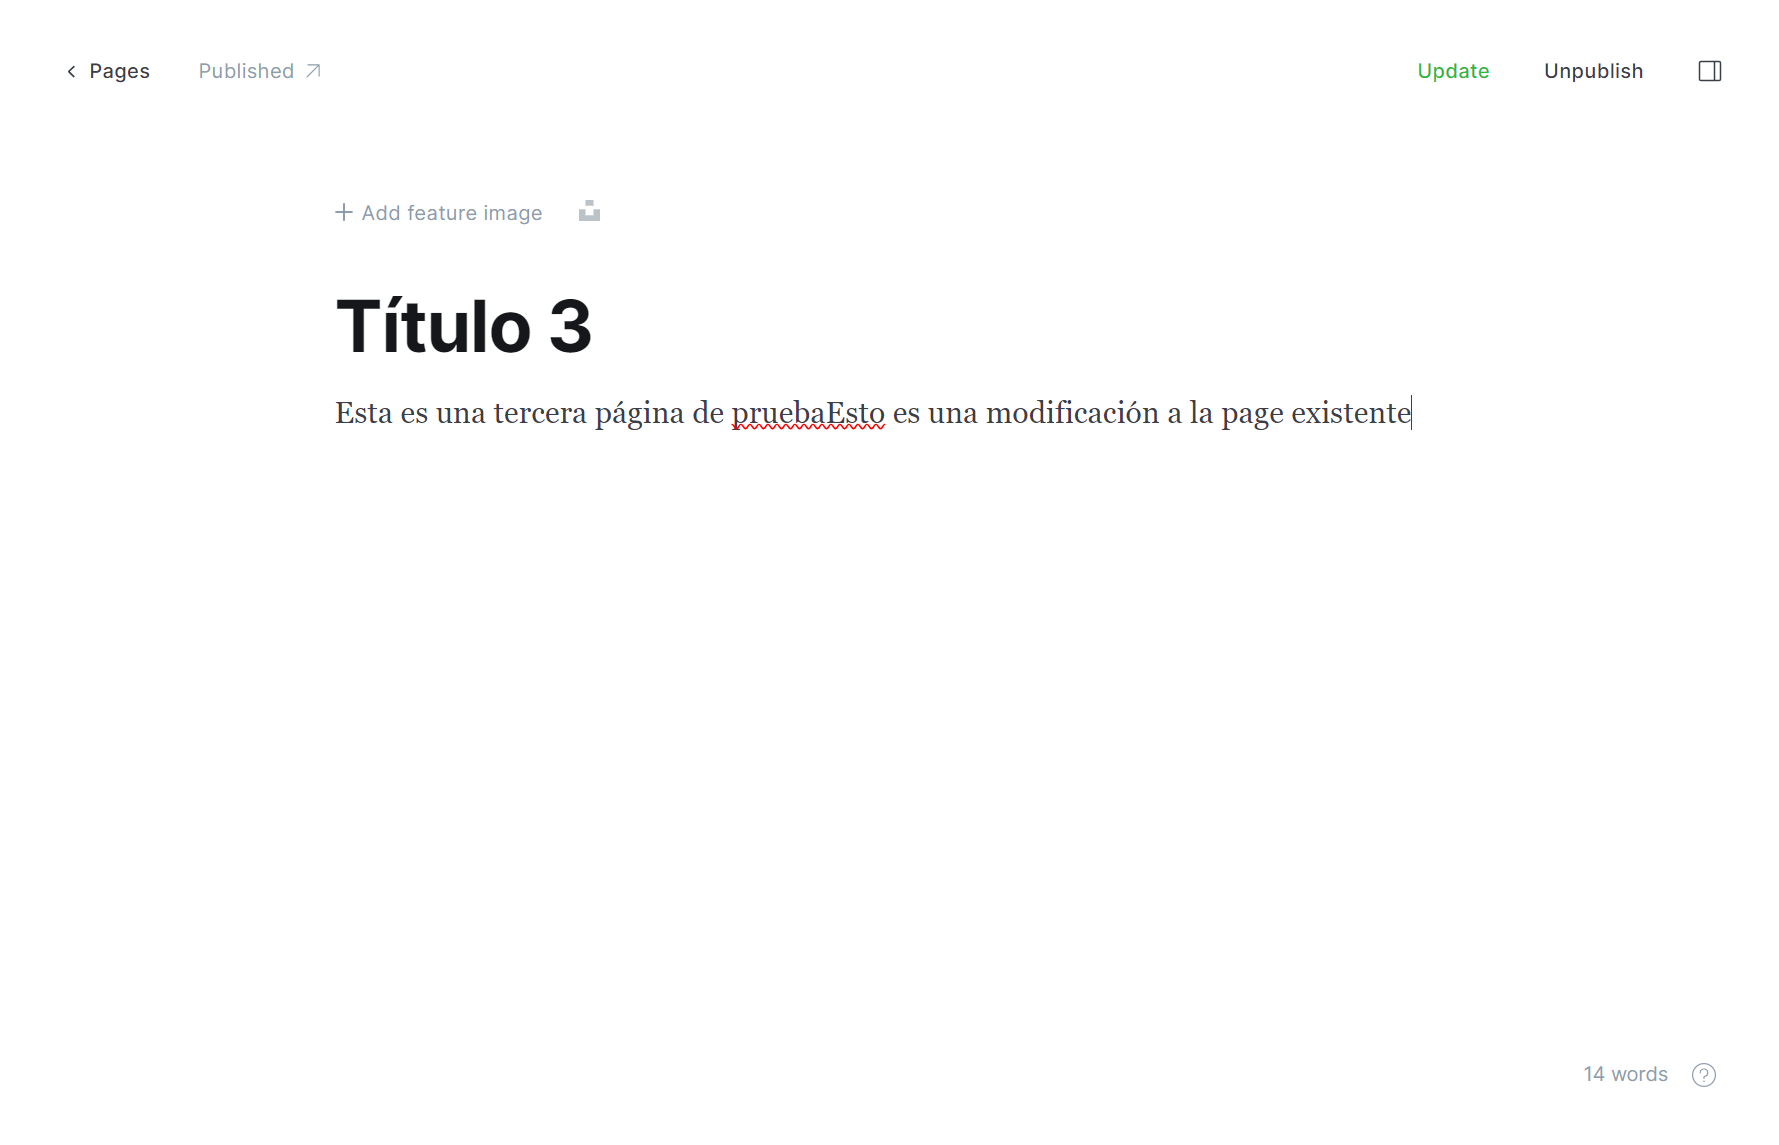 Pages Published Update Unpublish
Add feature image
Título 3
Esta es una tercera página de pruebaEsto es una modificación a la page existente
14 words ?